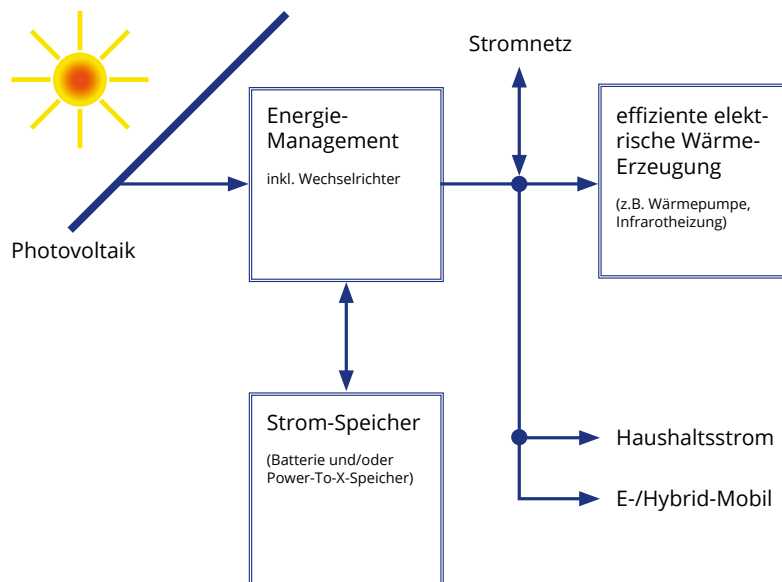 Stromnetz
Energie-
Management
inkl. Wechselrichter
effiziente elekt-
rische Wärme-
Erzeugung
(z.B. Wärmepumpe,
Infrarotheizung)
Photovoltaik
Strom-Speicher
(Batterie und/oder
Power-To-X-Speicher)
Haushaltsstrom
E-/Hybrid-Mobil